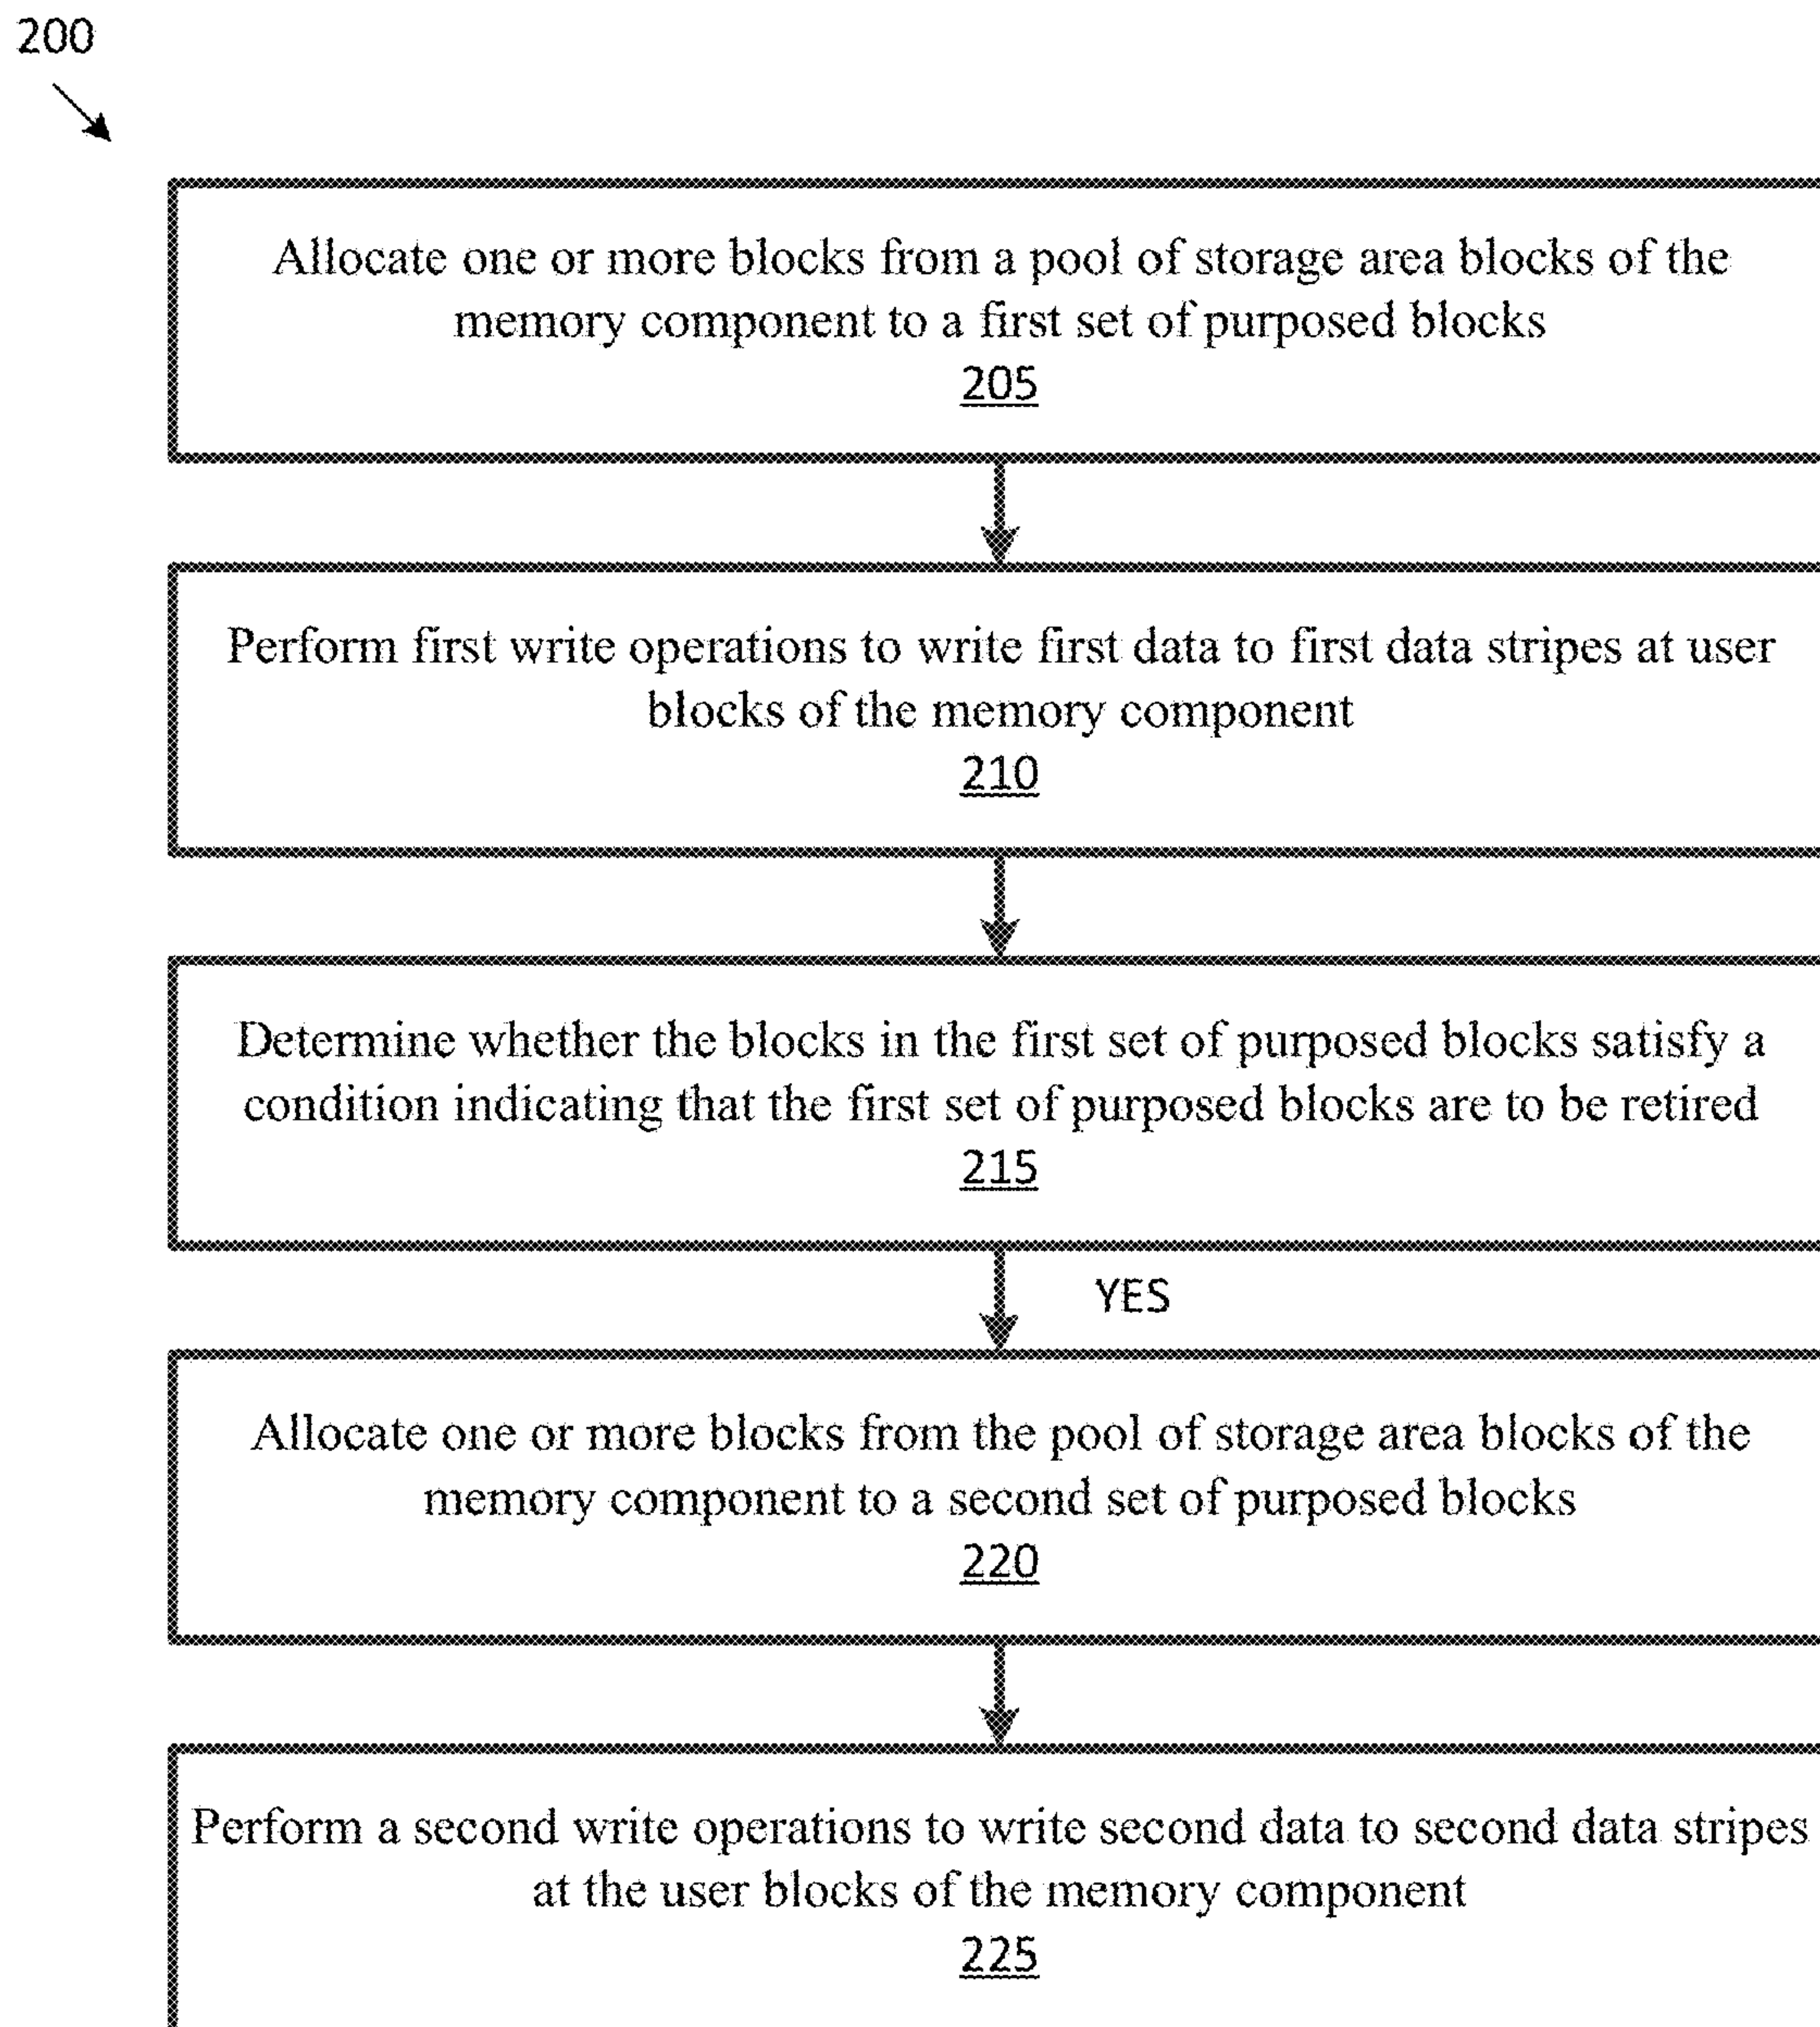 200
Allocate one or more blocks from a pool of storage area blocks of the
memory component to a first set of purposed blocks
205
Perform first write operations to write first data to first data stripes at user
blocks of the memory component
210
Determine whether the blocks in the first set of purposed blocks satisfy a
condition indicating that the first set of purposed blocks are to be retired
215
YES
Allocate one or more blocks from the pool of storage area blocks of the
memory component to a second set of purposed blocks
220
Perform a second write operations to write second data to second data stripes
at the user blocks of the memory component
225